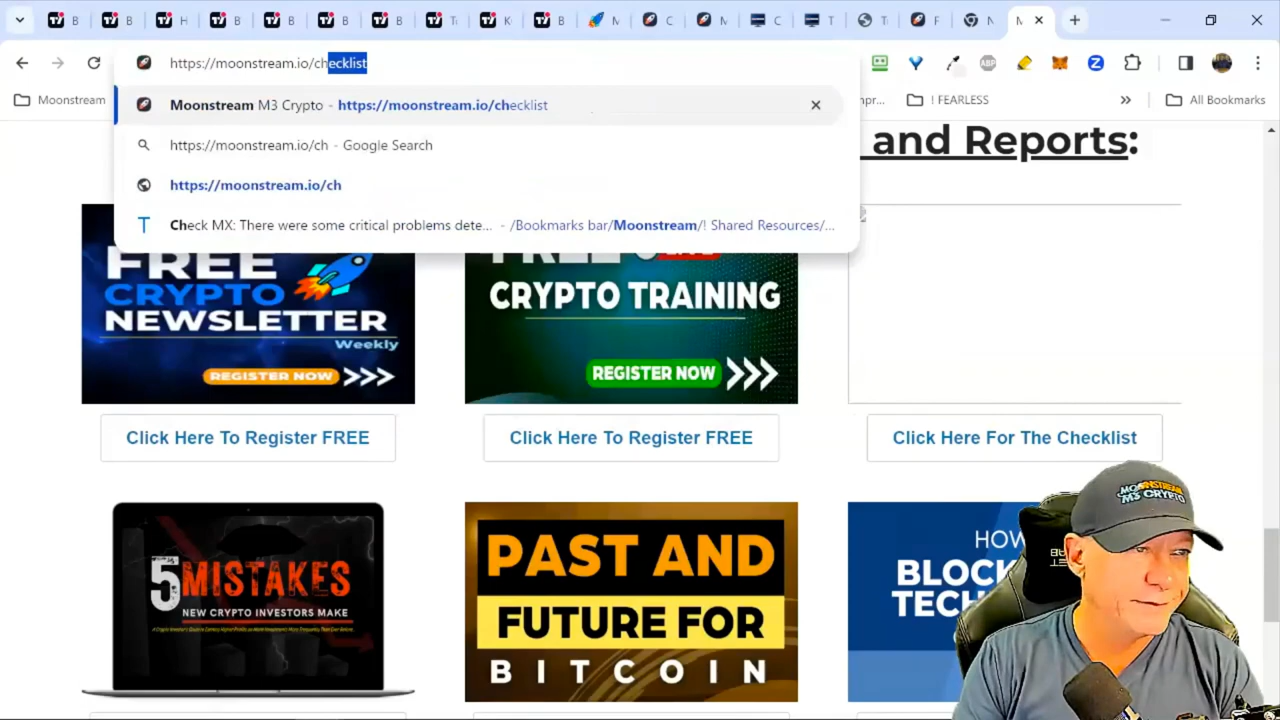 B
B
H
B
B
B
B
T
K
B
M
C
M
C
T
T
F
N
M
https://moonstream.io/checklist
ABP
Z
Moonstream
mpr...
! FEARLESS
All Bookmarks
Moonstream M3 Crypto - https://moonstream.io/checklist
https://moonstream.io/ch - Google Search
https://moonstream.io/ch
T Check MX: There were some critical problems dete... - /Bookmarks bar/Moonstream/! Shared Resources/...
and Reports:
FREE
CRYPTO
NEWSLETTER
Weekly
REGISTER NOW
FREE LIVE
CRYPTO TRAINING
REGISTER NOW
Click Here To Register FREE
Click Here To Register FREE
Click Here For The Checklist
5 MISTAKES
NEW CRYPTO INVESTORS MAKE
PAST AND
FUTURE FOR
BITCOIN
HOW
BLOCK
TECH
MOONSTREAM
M3 CRYPTO